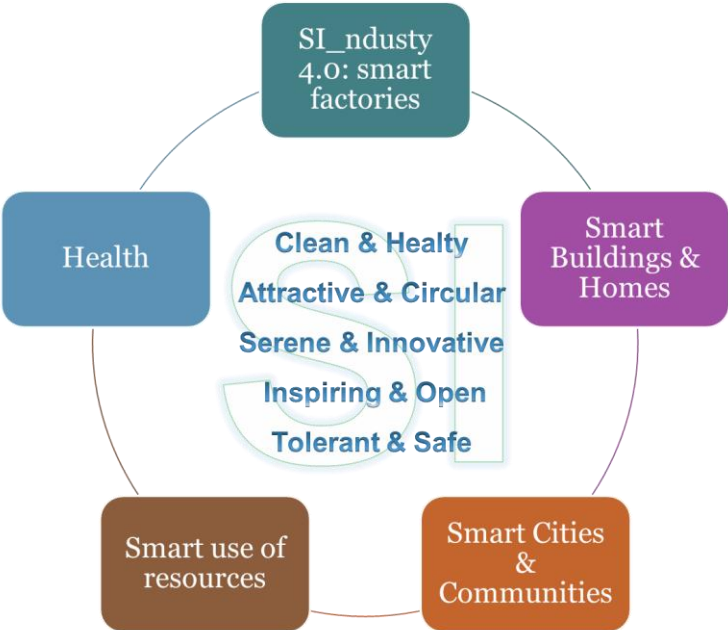 SI_ndusty
4.0: smart
factories
Smart
Buildings &
Homes
Smart Cities
&
Communities
Smart use of
resources
Health
SI
Clean & Healty
Attractive & Circular
Serene & Innovative
Inspiring & Open
Tolerant & Safe